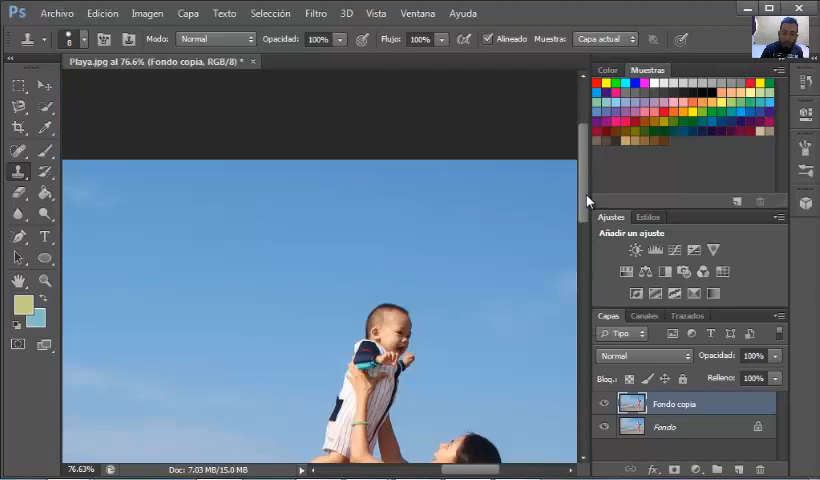 Ps Archivo Edición Imagen Capa Texto Selección Filtro 3D Vista Ventana Ayuda
8 Modo: Normal Opacidad: 100% Flujo: 100% Alineado Muestra: Capa actual
Playa.jpg al 76.6% (Fondo copia, RGB/8) * ×
Color Muestras
Ajustes Estilos
Añadir un ajuste
Capas Canales Trazados
Tipo
Normal Opacidad: 100%
Bloq.: Relleno: 100%
Fondo copia
Fondo
76.63% Doc: 7.03 MB/15.0 MB